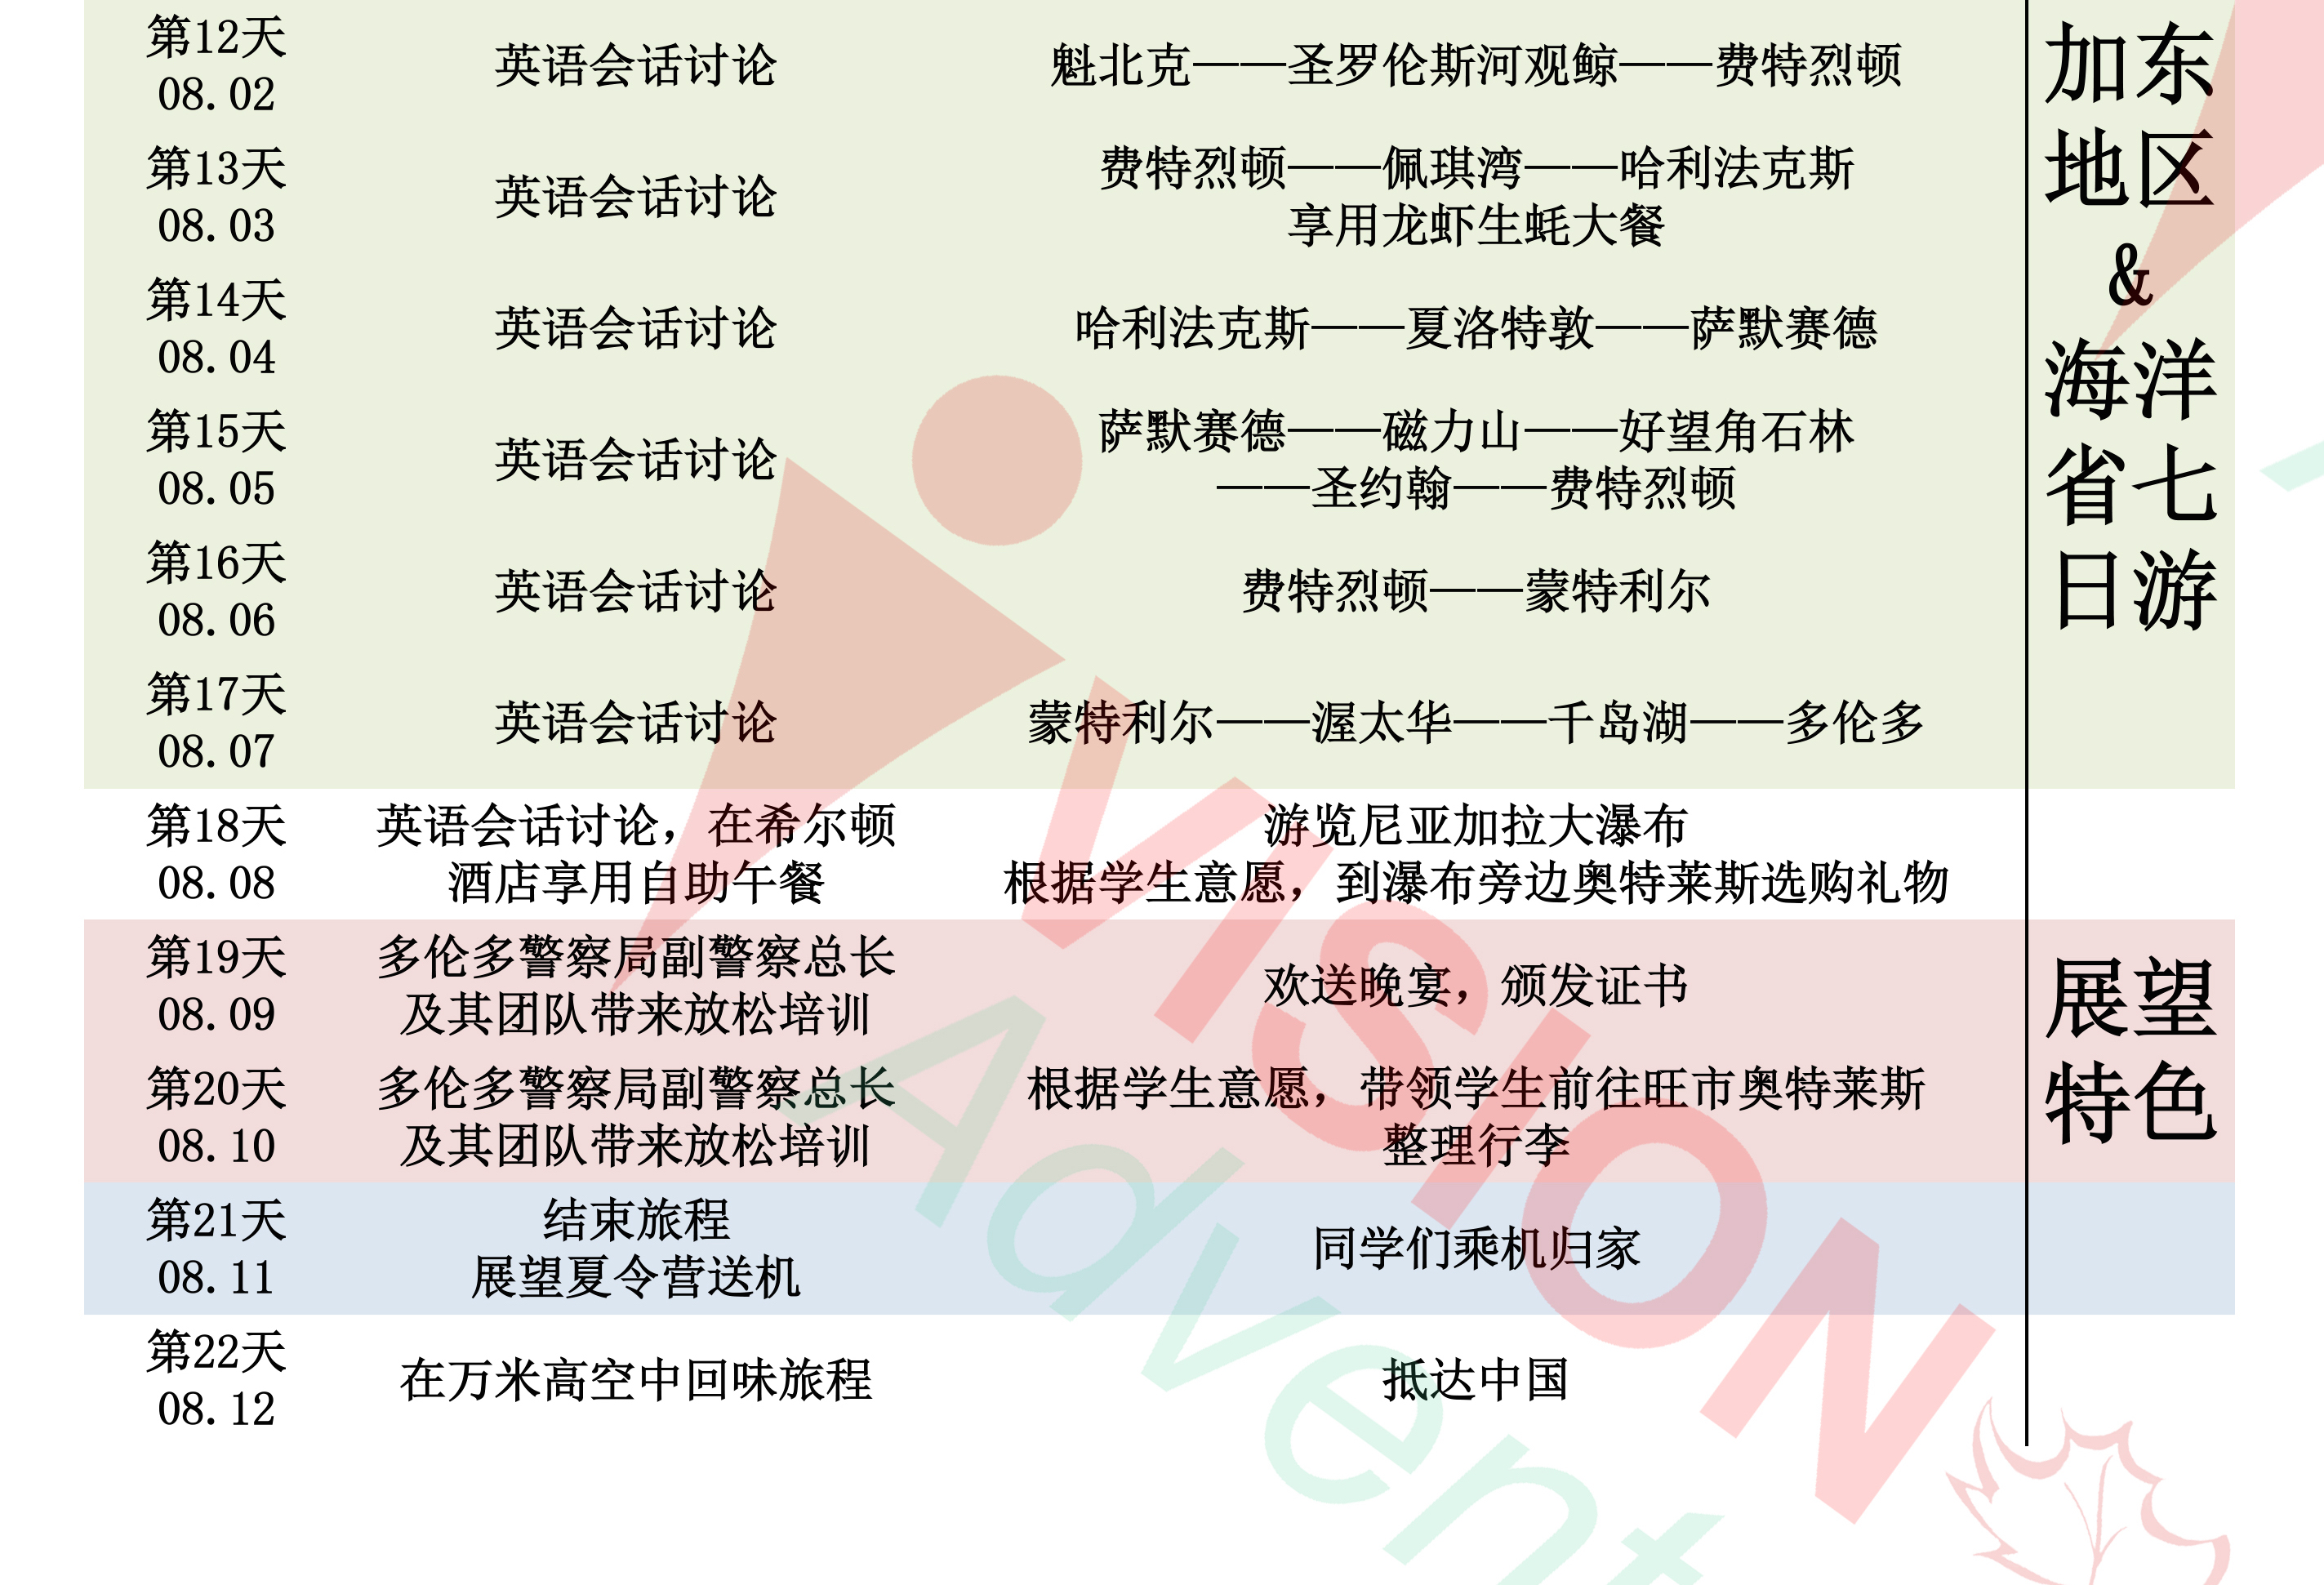 第12天
08.02
英语会话讨论
魁北克——圣罗伦斯河观鲸——费特烈顿
第13天
08.03
英语会话讨论
费特烈顿——佩琪湾——哈利法克斯
享用龙虾生蚝大餐
第14天
08.04
英语会话讨论
哈利法克斯——夏洛特敦——萨默赛德
第15天
08.05
英语会话讨论
萨默赛德——磁力山——好望角石林
——圣约翰——费特烈顿
第16天
08.06
英语会话讨论
费特烈顿——蒙特利尔
第17天
08.07
英语会话讨论
蒙特利尔——渥太华——千岛湖——多伦多
加东
地区
&
海洋
省七
日游
第18天
08.08
英语会话讨论，在希尔顿
酒店享用自助午餐
游览尼亚加拉大瀑布
根据学生意愿，到瀑布旁边奥特莱斯选购礼物
第19天
08.09
多伦多警察局副警察总长
及其团队带来放松培训
欢送晚宴，颁发证书
第20天
08.10
多伦多警察局副警察总长
及其团队带来放松培训
根据学生意愿，带领学生前往旺市奥特莱斯
整理行李
展望
特色
第21天
08.11
结束旅程
展望夏令营送机
同学们乘机归家
第22天
08.12
在万米高空中回味旅程
抵达中国
VISION
Advent